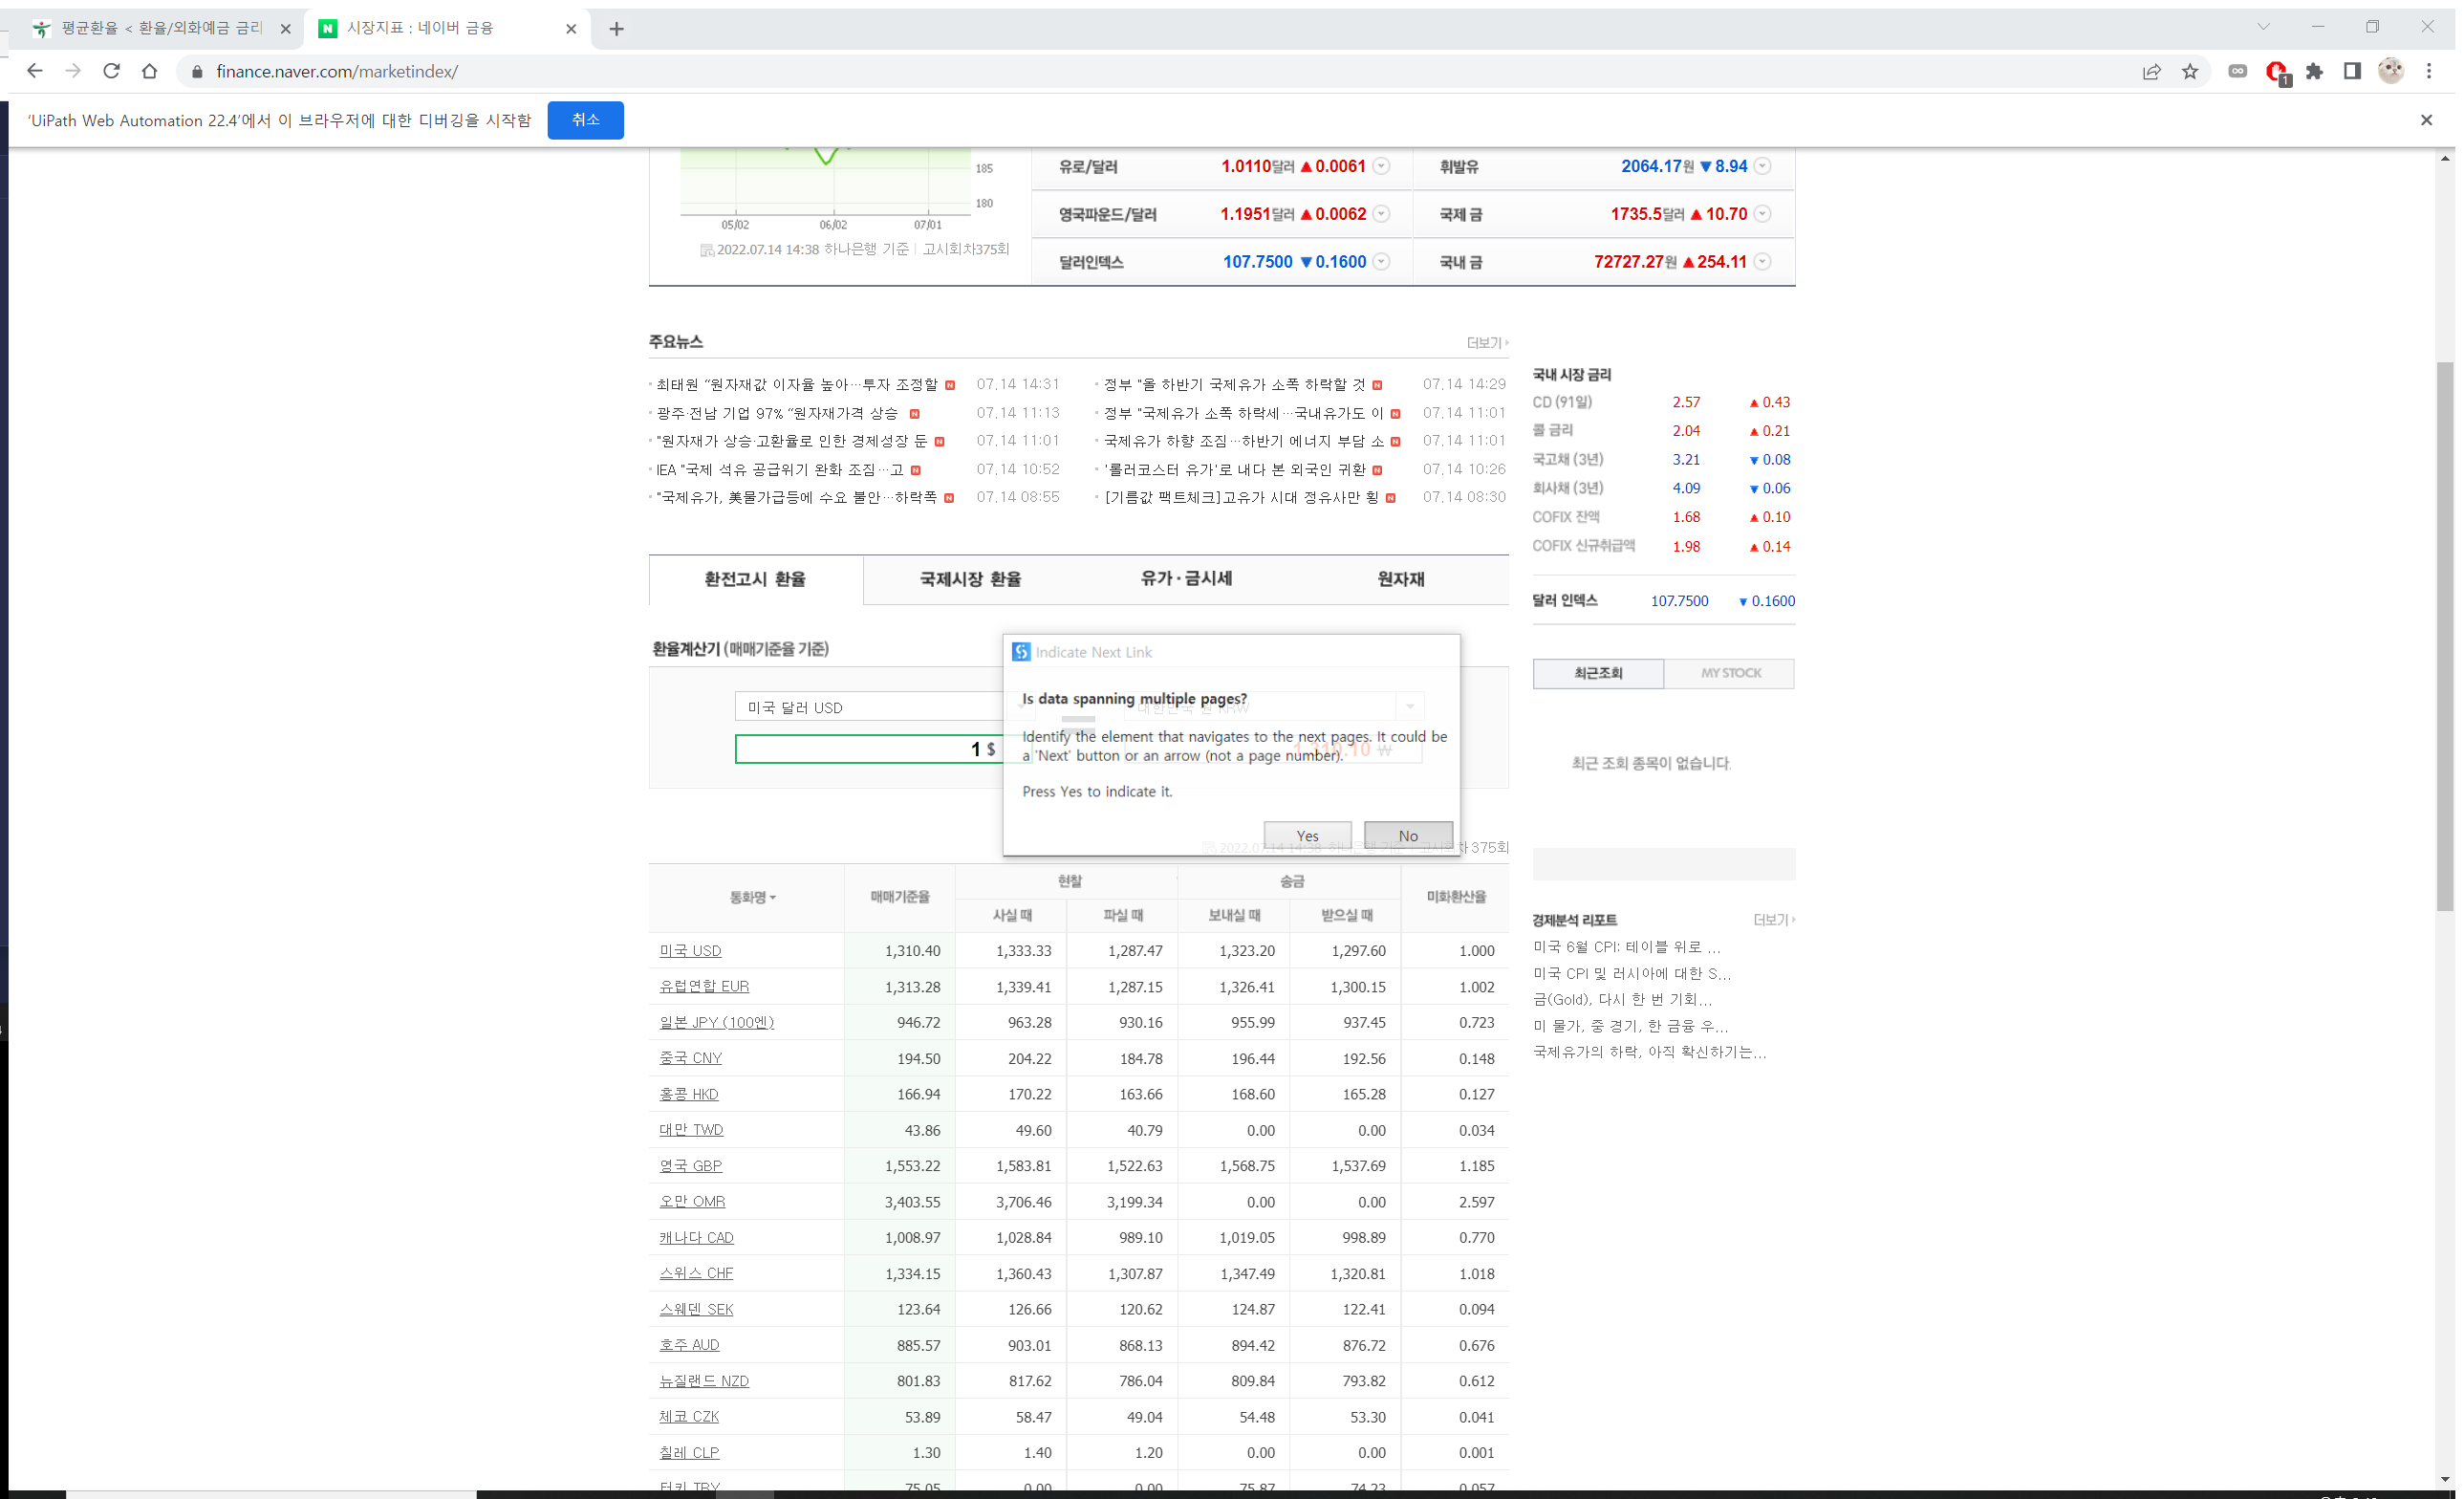 평균환율 < 환율/외화예금 금리
시장지표 : 네이버 금융
finance.naver.com/marketindex/
1
'UiPath Web Automation 22.4'에서 이 브라우저에 대한 디버깅을 시작함
취소
185
180
05/02 06/02 07/01
2022.07.14 14:38 하나은행 기준 고시회차375회
유로/달러 1.0110달러 ▲0.0061
휘발유 2064.17원 ▼8.94
영국파운드/달러 1.1951달러 ▲0.0062
국제 금 1735.5달러 ▲10.70
달러인덱스 107.7500 ▼0.1600
국내 금 72727.27원 ▲254.11
주요뉴스 더보기
최태원 “원자재값 이자율 높아…투자 조정할 07.14 14:31
정부 "올 하반기 국제유가 소폭 하락할 것 07.14 14:29
광주·전남 기업 97% “원자재가격 상승 07.14 11:13
정부 "국제유가 소폭 하락세…국내유가도 이 07.14 11:01
"원자재가 상승·고환율로 인한 경제성장 둔 07.14 11:01
국제유가 하향 조짐…하반기 에너지 부담 소 07.14 11:01
IEA "국제 석유 공급위기 완화 조짐…고 07.14 10:52
'롤러코스터 유가'로 내다 본 외국인 귀환 07.14 10:26
"국제유가, 美물가급등에 수요 불안…하락폭 07.14 08:55
[기름값 팩트체크]고유가 시대 정유사만 횡 07.14 08:30
국내 시장 금리
CD (91일) 2.57 ▲0.43
콜 금리 2.04 ▲0.21
국고채 (3년) 3.21 ▼0.08
회사채 (3년) 4.09 ▼0.06
COFIX 잔액 1.68 ▲0.10
COFIX 신규취급액 1.98 ▲0.14
달러 인덱스 107.7500 ▼0.1600
최근조회 MY STOCK
최근 조회 종목이 없습니다.
환전고시 환율 국제시장 환율 유가·금시세 원자재
환율계산기 (매매기준율 기준)
미국 달러 USD
대한민국 원 KRW
1 $
1,310.10 ₩
Indicate Next Link
Is data spanning multiple pages?
Identify the element that navigates to the next pages. It could be
a 'Next' button or an arrow (not a page number).
Press Yes to indicate it.
Yes No
2022.07.14 14:38 하나은행 기준 고시회차 375회
통화명 매매기준율 현찰 송금 미화환산율
사실 때 파실 때 보내실 때 받으실 때
미국 USD 1,310.40 1,333.33 1,287.47 1,323.20 1,297.60 1.000
유럽연합 EUR 1,313.28 1,339.41 1,287.15 1,326.41 1,300.15 1.002
일본 JPY (100엔) 946.72 963.28 930.16 955.99 937.45 0.723
중국 CNY 194.50 204.22 184.78 196.44 192.56 0.148
홍콩 HKD 166.94 170.22 163.66 168.60 165.28 0.127
대만 TWD 43.86 49.60 40.79 0.00 0.00 0.034
영국 GBP 1,553.22 1,583.81 1,522.63 1,568.75 1,537.69 1.185
오만 OMR 3,403.55 3,706.46 3,199.34 0.00 0.00 2.597
캐나다 CAD 1,008.97 1,028.84 989.10 1,019.05 998.89 0.770
스위스 CHF 1,334.15 1,360.43 1,307.87 1,347.49 1,320.81 1.018
스웨덴 SEK 123.64 126.66 120.62 124.87 122.41 0.094
호주 AUD 885.57 903.01 868.13 894.42 876.72 0.676
뉴질랜드 NZD 801.83 817.62 786.04 809.84 793.82 0.612
체코 CZK 53.89 58.47 49.04 54.48 53.30 0.041
칠레 CLP 1.30 1.40 1.20 0.00 0.00 0.001
터키 TRY 75.05 0.00 0.00 75.87 74.23 0.057
경제분석 리포트 더보기
미국 6월 CPI: 테이블 위로 ...
미국 CPI 및 러시아에 대한 S...
금(Gold), 다시 한 번 기회...
미 물가, 중 경기, 한 금융 우...
국제유가의 하락, 아직 확신하기는...